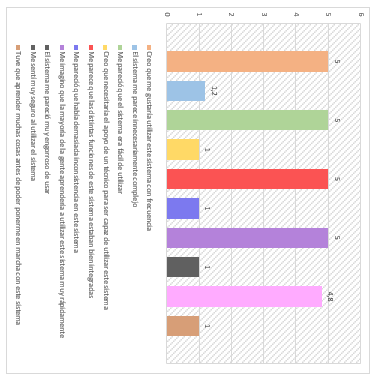 6
5
4
3
2
1
0
5
1,2
5
1
5
1
5
1
4,8
1
Creo que me gustaría utilizar este sistema con frecuencia
El sistema me parece innecesariamente complejo
Me pareció que el sistema era fácil de utilizar
Creo que necesitaría el apoyo de un técnico para ser capaz de utilizar este sistema
Me parece que las distintas funciones de este sistema estaban bien integradas
Me pareció que había demasiada inconsistencia en este sistema
Me imagino que la mayoría de la gente aprendería a utilizar este sistema muy rápidamente
El sistema me pareció muy engorroso de usar
Me sentí muy seguro al utilizar el sistema
Tuve que aprender muchas cosas antes de poder ponerme en marcha con este sistema